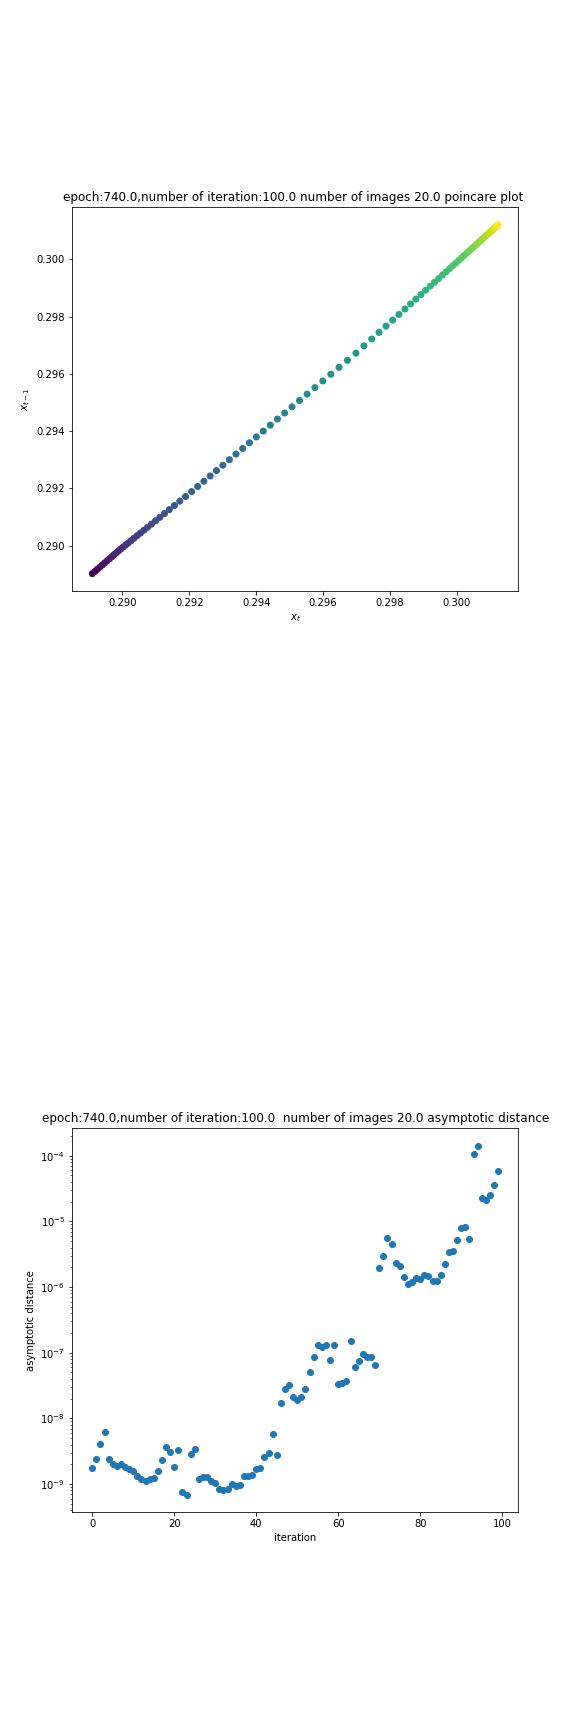 epoch:740.0,number of iteration:100.0 number of images 20.0 poincare plot
0.300
0.298
0.296
0.294
0.292
0.290
x_{t-1}
0.290 0.292 0.294 0.296 0.298 0.300
x_t
epoch:740.0,number of iteration:100.0  number of images 20.0 asymptotic distance
10^{-4}
10^{-5}
10^{-6}
10^{-7}
10^{-8}
10^{-9}
asymptotic distance
0 20 40 60 80 100
iteration